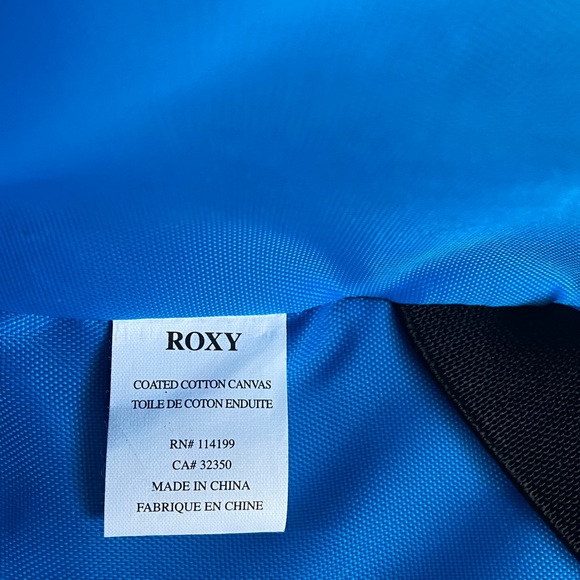 ROXY
COATED COTTON CANVAS
TOILE DE COTON ENDUITE
RN# 114199
CA# 32350
MADE IN CHINA
FABRIQUE EN CHINE